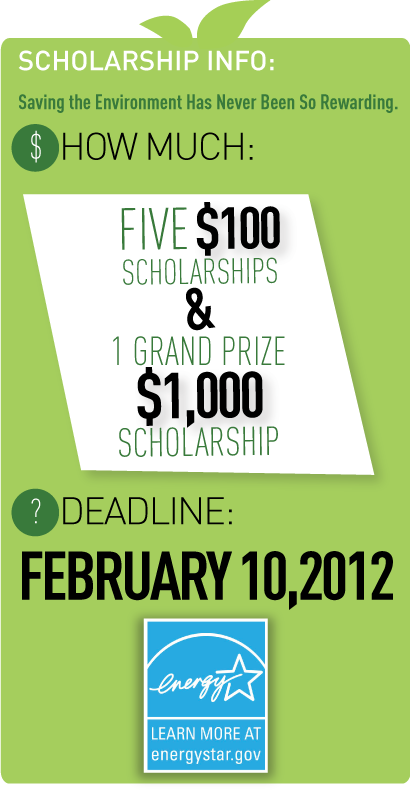 SCHOLARSHIP INFO:
Saving the Environment Has Never Been So Rewarding.
$ HOW MUCH:
FIVE $100
SCHOLARSHIPS
&
1 GRAND PRIZE
$1,000
SCHOLARSHIP
? DEADLINE:
FEBRUARY 10,2012
energy
LEARN MORE AT
energystar.gov